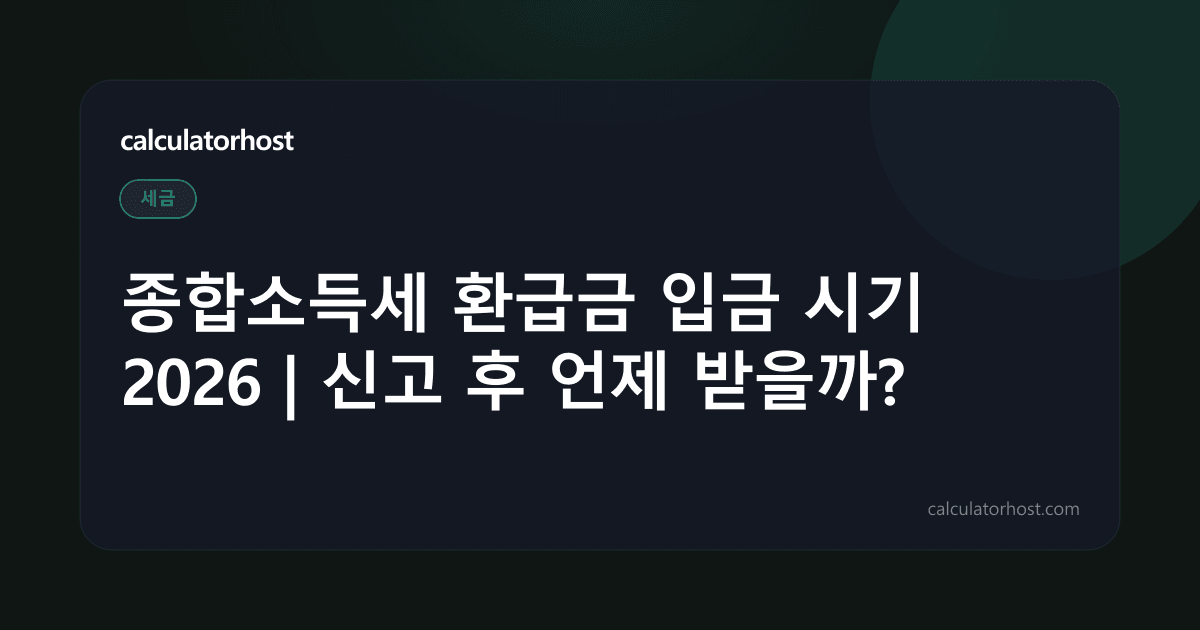 calculatorhost
세금
종합소득세 환급금 입금 시기
2026 | 신고 후 언제 받을까?
calculatorhost.com